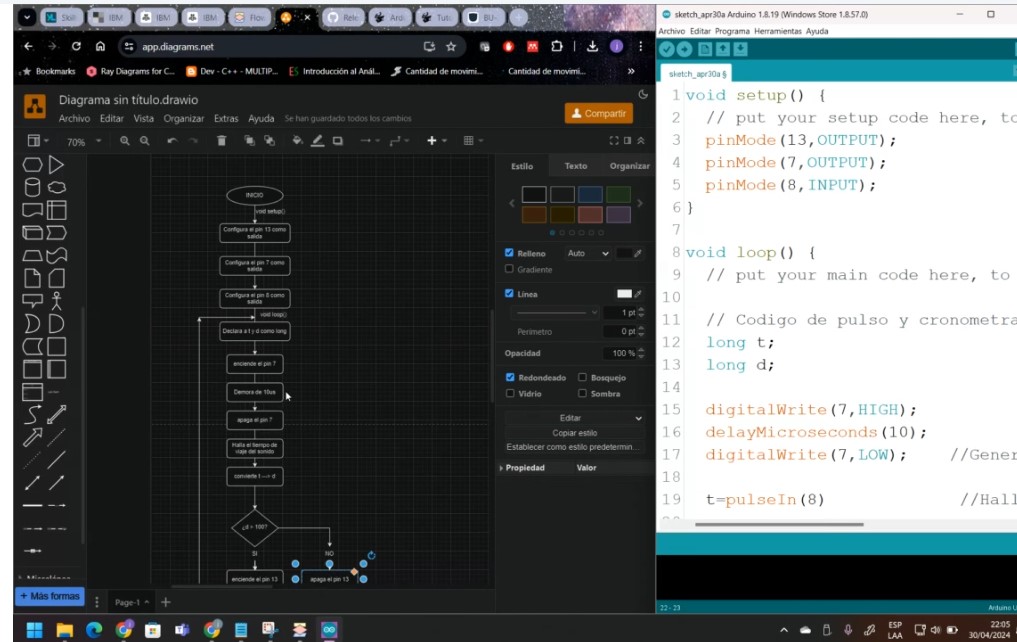 Skil
IBM
IBM
IBM
Flov
Rele
Ard
Tuto
BU-
app.diagrams.net
Bookmarks
Ray Diagrams for C...
Dev - C++ - MULTIP...
Introducción al Anál...
Cantidad de movimi...
Cantidad de movimi...
Diagrama sin título.drawio
Archivo Editar Vista Organizar Extras Ayuda Se han guardado todos los cambios
Compartir
70%
Estilo Texto Organizar
Relleno Auto
Gradiente
Línea
1 pt
Perímetro 0 pt
Opacidad 100 %
Redondeado Bosquejo
Vidrio Sombra
Editar
Copiar estilo
Establecer como estilo predetermin...
Propiedad Valor
INICIO
void setup()
Configura el pin 13 como
salida
Configura el pin 7 como
salida
Configura el pin 8 como
salida
void loop()
Declara a t y d como long
enciende el pin 7
Demora de 10us
apaga el pin 7
Halla el tiempo de
viaje del sonido
convierte t ---> d
¿d > 100?
SI
NO
enciende el pin 13
apaga el pin 13
+ Más formas
Page-1
sketch_apr30a Arduino 1.8.19 (Windows Store 1.8.57.0)
Archivo Editar Programa Herramientas Ayuda
sketch_apr30a §
1 void setup() {
2 // put your setup code here, to
3 pinMode(13,OUTPUT);
4 pinMode(7,OUTPUT);
5 pinMode(8,INPUT);
6 }
7
8 void loop() {
9 // put your main code here, to
10
11 // Codigo de pulso y cronometra
12 long t;
13 long d;
14
15 digitalWrite(7,HIGH);
16 delayMicroseconds(10);
17 digitalWrite(7,LOW); //Gener
18
19 t=pulseIn(8) //Hall
22 - 23
Arduino U
ESP
LAA
22:05
30/04/2024